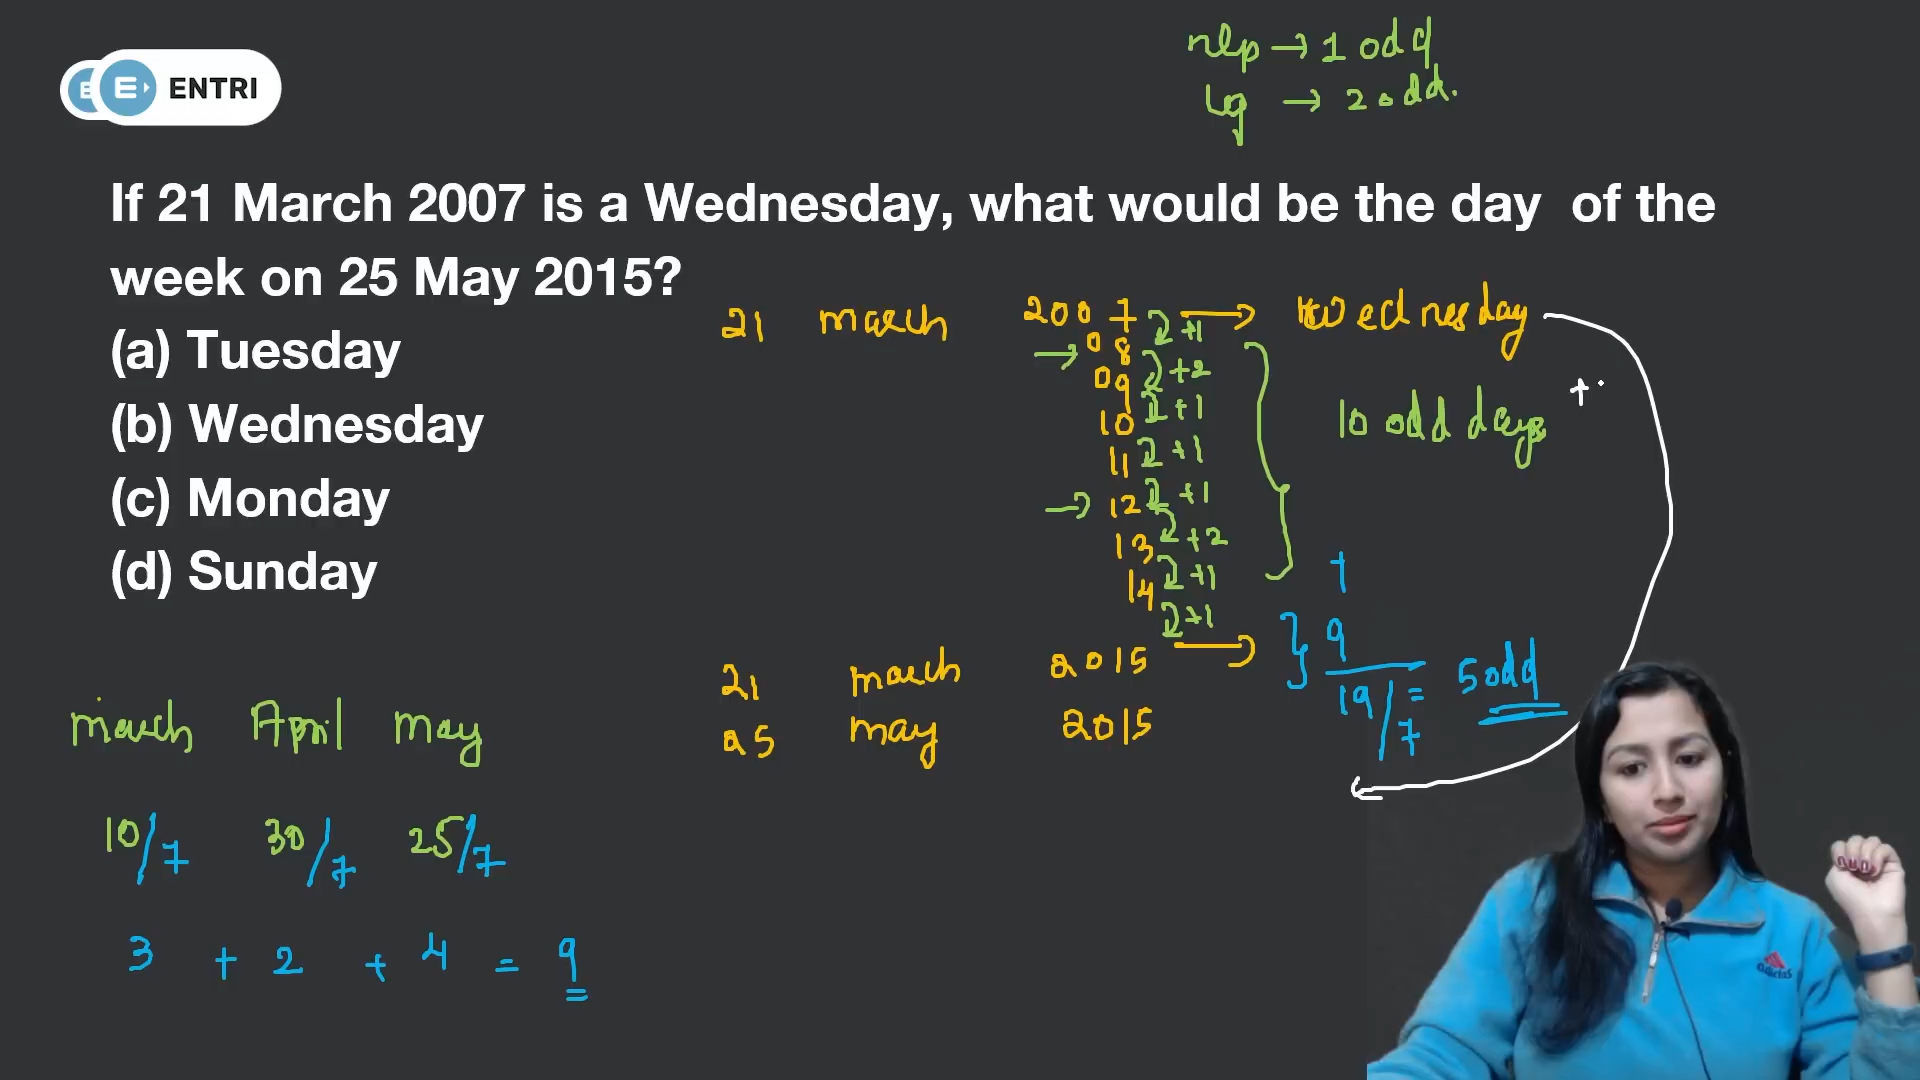 nlp → 1 odd
lq → 2 odd.
E E ENTRI
If 21 March 2007 is a Wednesday, what would be the day of the
week on 25 May 2015?
(a) Tuesday
(b) Wednesday
(c) Monday
(d) Sunday
21 march 2007 → Wednesday
+1
→ 08
+2
09
+1
10 odd days + .
10
+1
11
+1
→ 12
+2
13
+1
14
+1
+
21 march 2015 → } 9
19/7 = 5 odd
25 may 2015
march April may
10/7 30/7 25/7
3 + 2 + 4 = 9
adidas